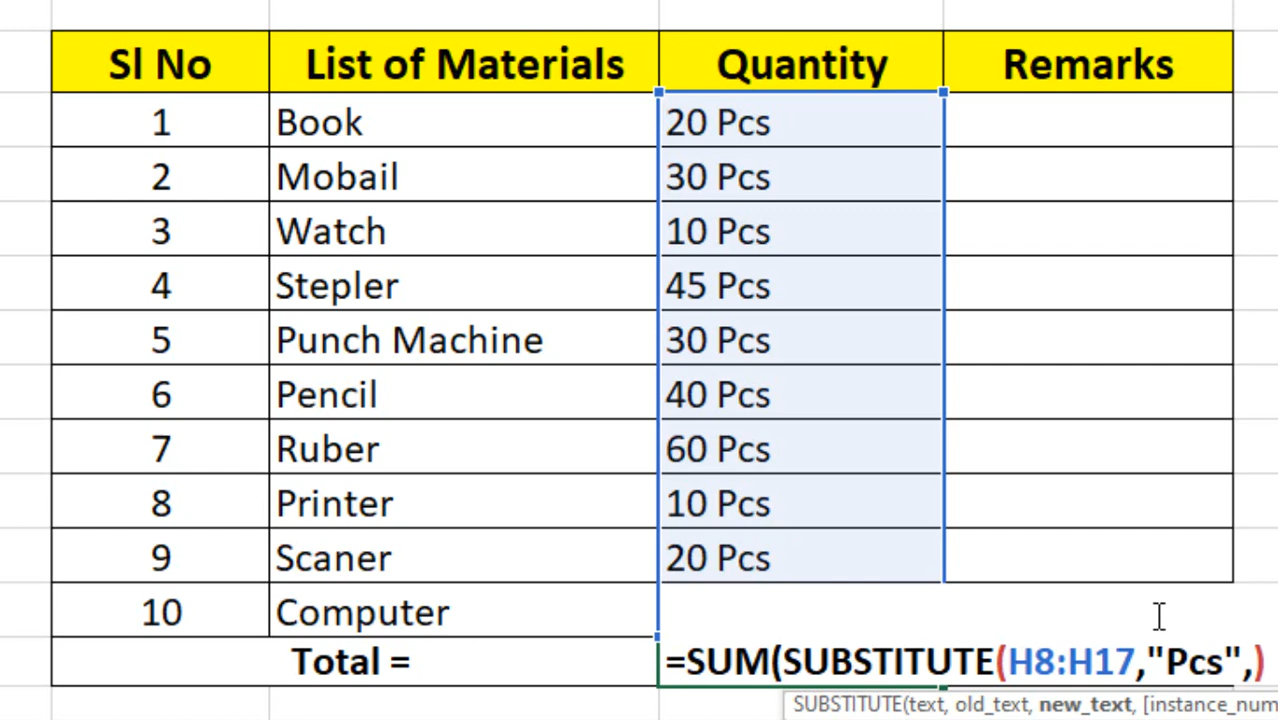 Sl No List of Materials Quantity Remarks
1 Book 20 Pcs
2 Mobail 30 Pcs
3 Watch 10 Pcs
4 Stepler 45 Pcs
5 Punch Machine 30 Pcs
6 Pencil 40 Pcs
7 Ruber 60 Pcs
8 Printer 10 Pcs
9 Scaner 20 Pcs
10 Computer
Total = =SUM(SUBSTITUTE(H8:H17,"Pcs",)
SUBSTITUTE(text, old_text, new_text, [instance_num